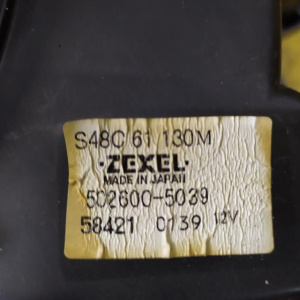 S48C 61 130M
·ZEXEL·
MADE IN JAPAN
502600-5039
58421 0139 12V